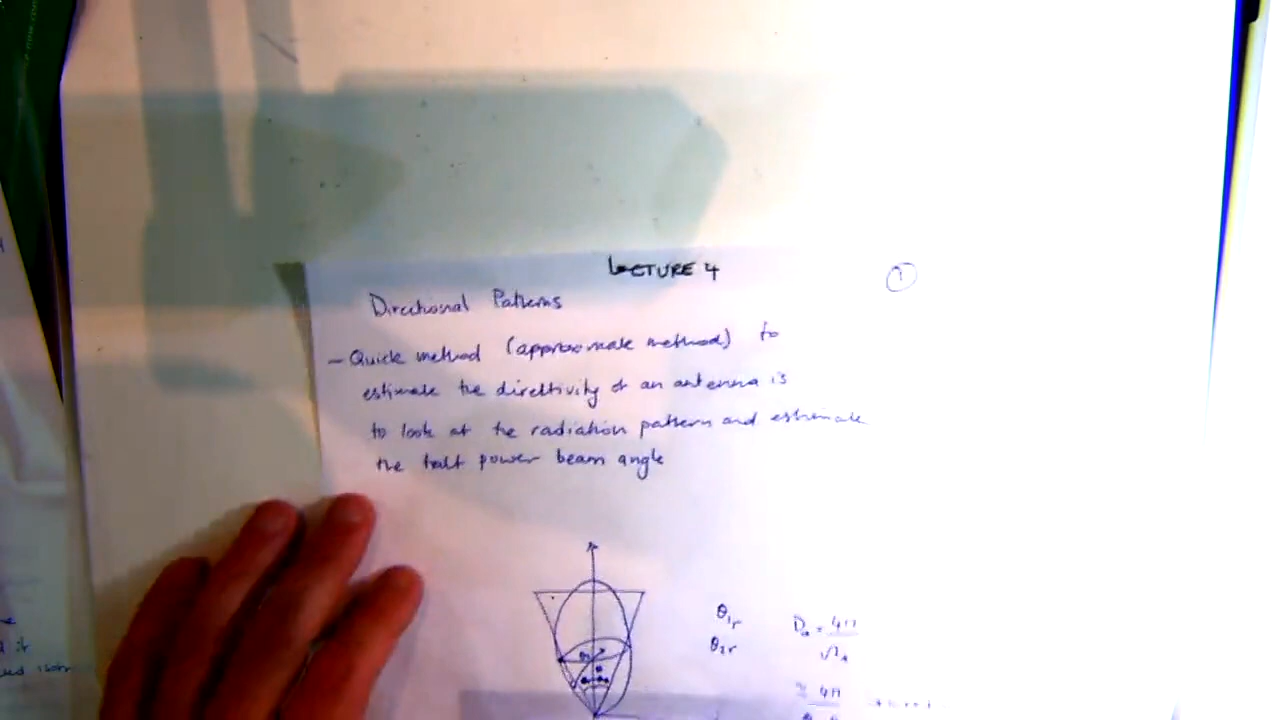 LECTURE 4
1
Directional Patterns
- Quick method (approximate method) to
estimate the directivity of an antenna is
to look at the radiation pattern and estimate
the half power beam angle
θ1r
θ2r
D0 = 4π
≈ 4π